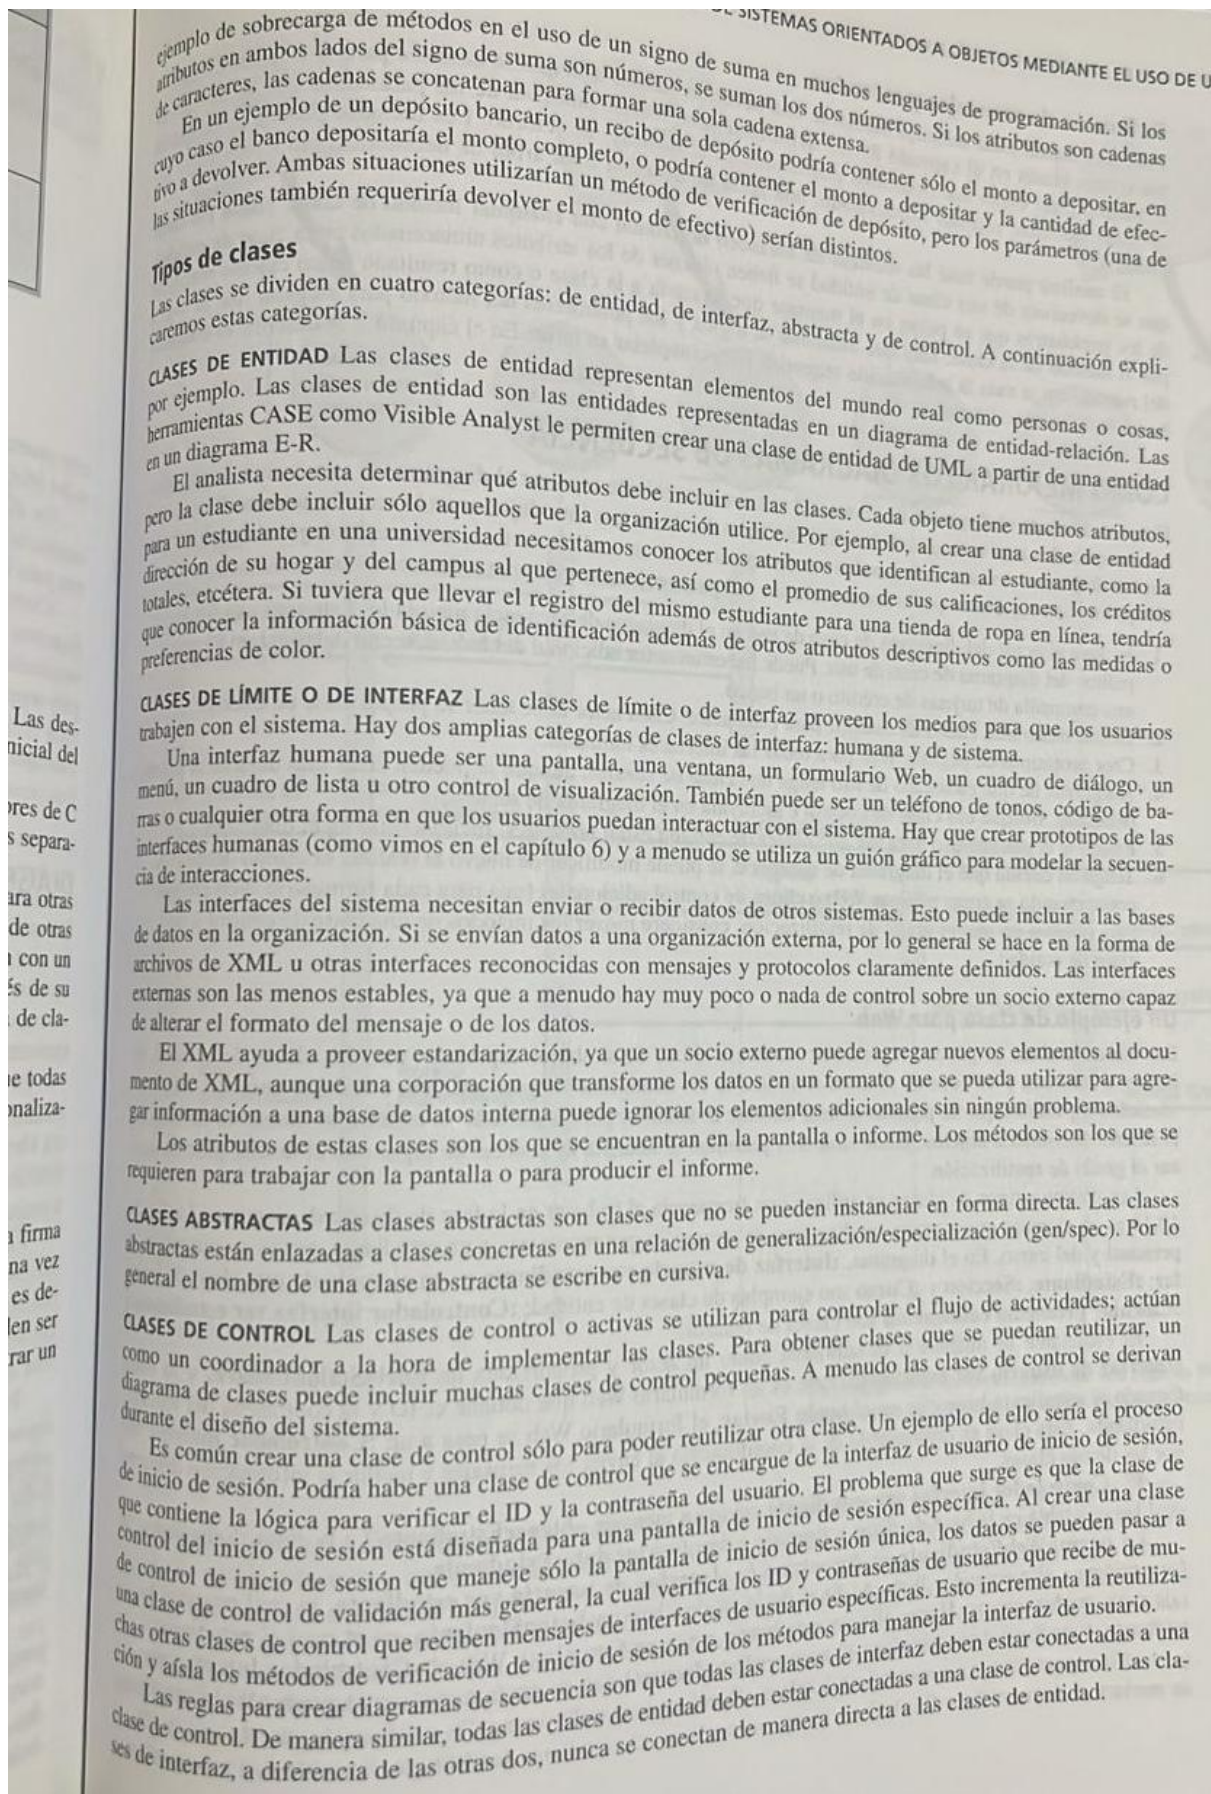 DE SISTEMAS ORIENTADOS A OBJETOS MEDIANTE EL USO DE U
ejemplo de sobrecarga de métodos en el uso de un signo de suma en muchos lenguajes de programación. Si los
atributos en ambos lados del signo de suma son números, se suman los dos números. Si los atributos son cadenas
de caracteres, las cadenas se concatenan para formar una sola cadena extensa.
En un ejemplo de un depósito bancario, un recibo de depósito podría contener sólo el monto a depositar, en
cuyo caso el banco depositaría el monto completo, o podría contener el monto a depositar y la cantidad de efec-
tivo a devolver. Ambas situaciones utilizarían un método de verificación de depósito, pero los parámetros (una de
las situaciones también requeriría devolver el monto de efectivo) serían distintos.
Tipos de clases
Las clases se dividen en cuatro categorías: de entidad, de interfaz, abstracta y de control. A continuación expli-
caremos estas categorías.
CLASES DE ENTIDAD Las clases de entidad representan elementos del mundo real como personas o cosas,
por ejemplo. Las clases de entidad son las entidades representadas en un diagrama de entidad-relación. Las
herramientas CASE como Visible Analyst le permiten crear una clase de entidad de UML a partir de una entidad
en un diagrama E-R.
El analista necesita determinar qué atributos debe incluir en las clases. Cada objeto tiene muchos atributos,
pero la clase debe incluir sólo aquellos que la organización utilice. Por ejemplo, al crear una clase de entidad
para un estudiante en una universidad necesitamos conocer los atributos que identifican al estudiante, como la
dirección de su hogar y del campus al que pertenece, así como el promedio de sus calificaciones, los créditos
totales, etcétera. Si tuviera que llevar el registro del mismo estudiante para una tienda de ropa en línea, tendría
que conocer la información básica de identificación además de otros atributos descriptivos como las medidas o
preferencias de color.
CLASES DE LÍMITE O DE INTERFAZ Las clases de límite o de interfaz proveen los medios para que los usuarios
trabajen con el sistema. Hay dos amplias categorías de clases de interfaz: humana y de sistema.
Una interfaz humana puede ser una pantalla, una ventana, un formulario Web, un cuadro de diálogo, un
menú, un cuadro de lista u otro control de visualización. También puede ser un teléfono de tonos, código de ba-
rras o cualquier otra forma en que los usuarios puedan interactuar con el sistema. Hay que crear prototipos de las
interfaces humanas (como vimos en el capítulo 6) y a menudo se utiliza un guión gráfico para modelar la secuen-
cia de interacciones.
Las interfaces del sistema necesitan enviar o recibir datos de otros sistemas. Esto puede incluir a las bases
de datos en la organización. Si se envían datos a una organización externa, por lo general se hace en la forma de
archivos de XML u otras interfaces reconocidas con mensajes y protocolos claramente definidos. Las interfaces
externas son las menos estables, ya que a menudo hay muy poco o nada de control sobre un socio externo capaz
de alterar el formato del mensaje o de los datos.
El XML ayuda a proveer estandarización, ya que un socio externo puede agregar nuevos elementos al docu-
mento de XML, aunque una corporación que transforme los datos en un formato que se pueda utilizar para agre-
gar información a una base de datos interna puede ignorar los elementos adicionales sin ningún problema.
Los atributos de estas clases son los que se encuentran en la pantalla o informe. Los métodos son los que se
requieren para trabajar con la pantalla o para producir el informe.
CLASES ABSTRACTAS Las clases abstractas son clases que no se pueden instanciar en forma directa. Las clases
abstractas están enlazadas a clases concretas en una relación de generalización/especialización (gen/spec). Por lo
general el nombre de una clase abstracta se escribe en cursiva.
CLASES DE CONTROL Las clases de control o activas se utilizan para controlar el flujo de actividades; actúan
como un coordinador a la hora de implementar las clases. Para obtener clases que se puedan reutilizar, un
diagrama de clases puede incluir muchas clases de control pequeñas. A menudo las clases de control se derivan
durante el diseño del sistema.
Es común crear una clase de control sólo para poder reutilizar otra clase. Un ejemplo de ello sería el proceso
de inicio de sesión. Podría haber una clase de control que se encargue de la interfaz de usuario de inicio de sesión,
que contiene la lógica para verificar el ID y la contraseña del usuario. El problema que surge es que la clase de
control del inicio de sesión está diseñada para una pantalla de inicio de sesión específica. Al crear una clase
de control de inicio de sesión que maneje sólo la pantalla de inicio de sesión única, los datos se pueden pasar a
una clase de control de validación más general, la cual verifica los ID y contraseñas de usuario que recibe de mu-
chas otras clases de control que reciben mensajes de interfaces de usuario específicas. Esto incrementa la reutiliza-
ción y aísla los métodos de verificación de inicio de sesión de los métodos para manejar la interfaz de usuario.
Las reglas para crear diagramas de secuencia son que todas las clases de interfaz deben estar conectadas a una
clase de control. De manera similar, todas las clases de entidad deben estar conectadas a una clase de control. Las cla-
ses de interfaz, a diferencia de las otras dos, nunca se conectan de manera directa a las clases de entidad.
Las des-
nicial del
ores de C
s separa-
ara otras
de otras
con un
és de su
de cla-
ue todas
onaliza-
a firma
na vez
es de-
len ser
rar un